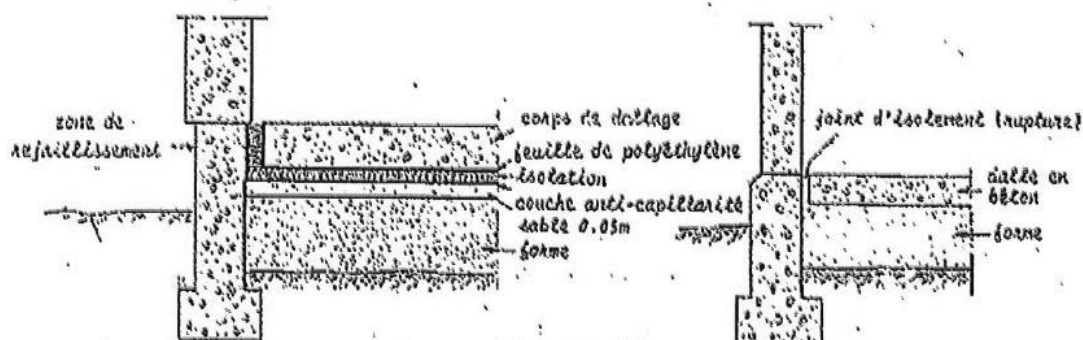 zone de
rejaillissement
corps de dallage
feuille de polyéthylène
isolation
couche anti-capillarité
sable 0.05m
forme
joint d'isolement (rupture)
dalle en
béton
forme